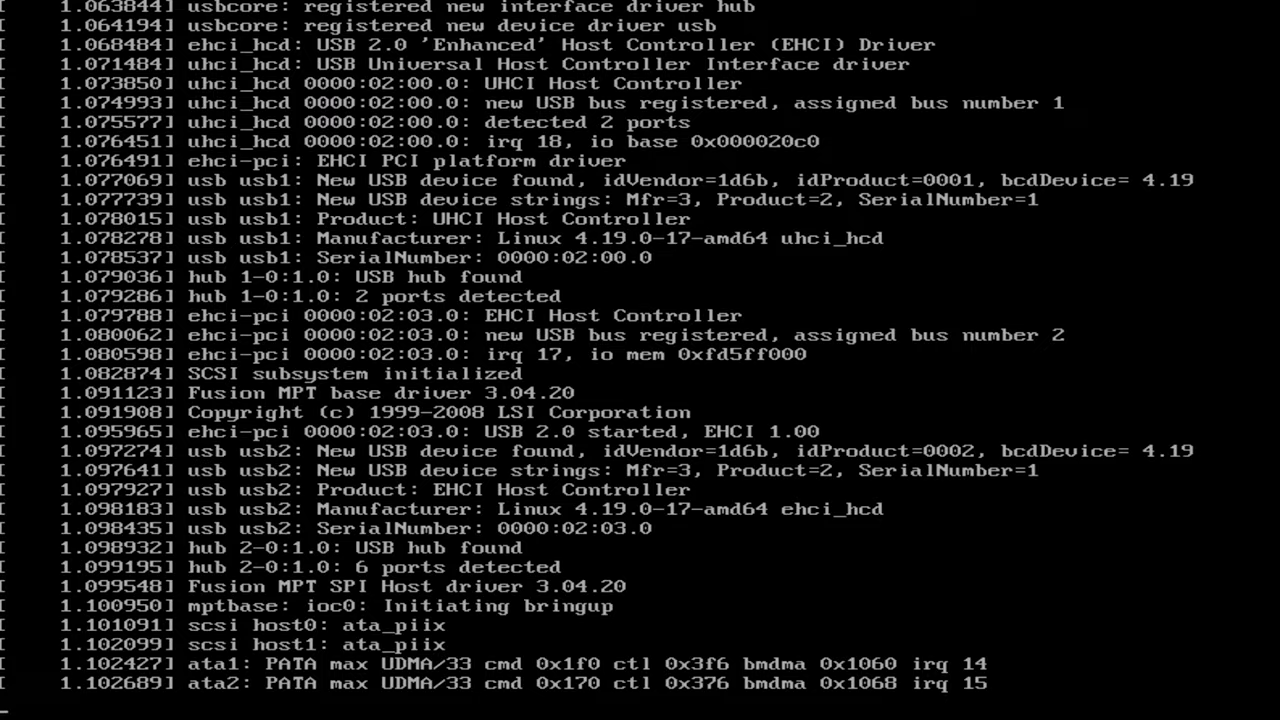 [    1.063844] usbcore: registered new interface driver hub
[    1.064194] usbcore: registered new device driver usb
[    1.068484] ehci_hcd: USB 2.0 'Enhanced' Host Controller (EHCI) Driver
[    1.071484] uhci_hcd: USB Universal Host Controller Interface driver
[    1.073850] uhci_hcd 0000:02:00.0: UHCI Host Controller
[    1.074993] uhci_hcd 0000:02:00.0: new USB bus registered, assigned bus number 1
[    1.075577] uhci_hcd 0000:02:00.0: detected 2 ports
[    1.076451] uhci_hcd 0000:02:00.0: irq 18, io base 0x000020c0
[    1.076491] ehci-pci: EHCI PCI platform driver
[    1.077069] usb usb1: New USB device found, idVendor=1d6b, idProduct=0001, bcdDevice= 4.19
[    1.077739] usb usb1: New USB device strings: Mfr=3, Product=2, SerialNumber=1
[    1.078015] usb usb1: Product: UHCI Host Controller
[    1.078278] usb usb1: Manufacturer: Linux 4.19.0-17-amd64 uhci_hcd
[    1.078537] usb usb1: SerialNumber: 0000:02:00.0
[    1.079036] hub 1-0:1.0: USB hub found
[    1.079286] hub 1-0:1.0: 2 ports detected
[    1.079788] ehci-pci 0000:02:03.0: EHCI Host Controller
[    1.080062] ehci-pci 0000:02:03.0: new USB bus registered, assigned bus number 2
[    1.080598] ehci-pci 0000:02:03.0: irq 17, io mem 0xfd5ff000
[    1.082874] SCSI subsystem initialized
[    1.091123] Fusion MPT base driver 3.04.20
[    1.091908] Copyright (c) 1999-2008 LSI Corporation
[    1.095965] ehci-pci 0000:02:03.0: USB 2.0 started, EHCI 1.00
[    1.097274] usb usb2: New USB device found, idVendor=1d6b, idProduct=0002, bcdDevice= 4.19
[    1.097641] usb usb2: New USB device strings: Mfr=3, Product=2, SerialNumber=1
[    1.097927] usb usb2: Product: EHCI Host Controller
[    1.098183] usb usb2: Manufacturer: Linux 4.19.0-17-amd64 ehci_hcd
[    1.098435] usb usb2: SerialNumber: 0000:02:03.0
[    1.098932] hub 2-0:1.0: USB hub found
[    1.099195] hub 2-0:1.0: 6 ports detected
[    1.099548] Fusion MPT SPI Host driver 3.04.20
[    1.100950] mptbase: ioc0: Initiating bringup
[    1.101091] scsi host0: ata_piix
[    1.102099] scsi host1: ata_piix
[    1.102427] ata1: PATA max UDMA/33 cmd 0x1f0 ctl 0x3f6 bmdma 0x1060 irq 14
[    1.102689] ata2: PATA max UDMA/33 cmd 0x170 ctl 0x376 bmdma 0x1068 irq 15